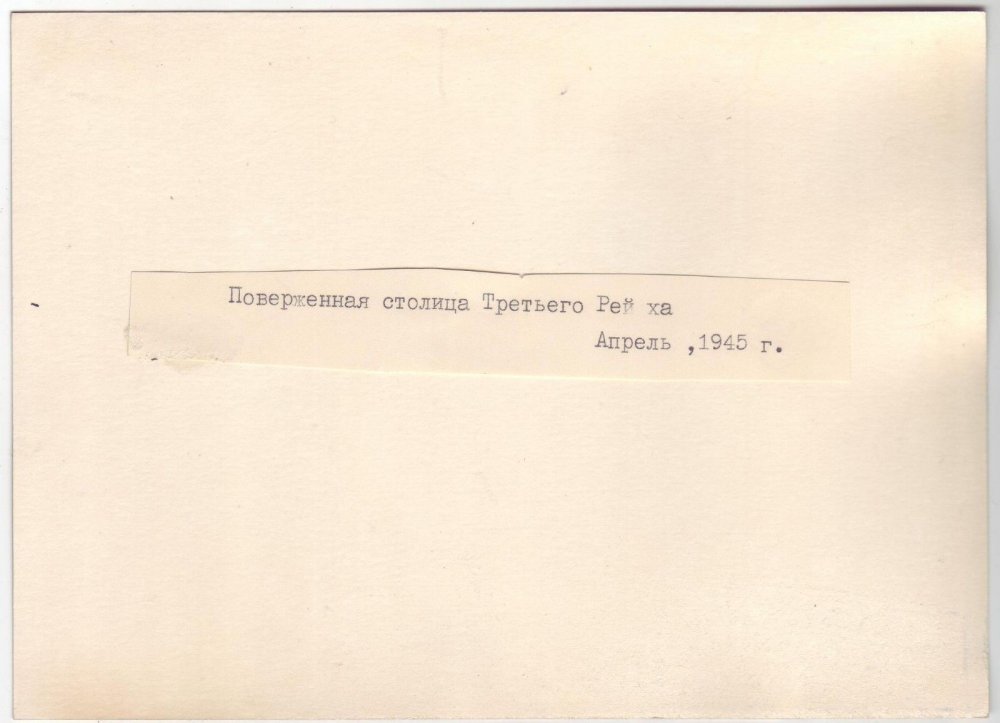 Поверженная столица Третьего Рей ха
Апрель ,1945 г.